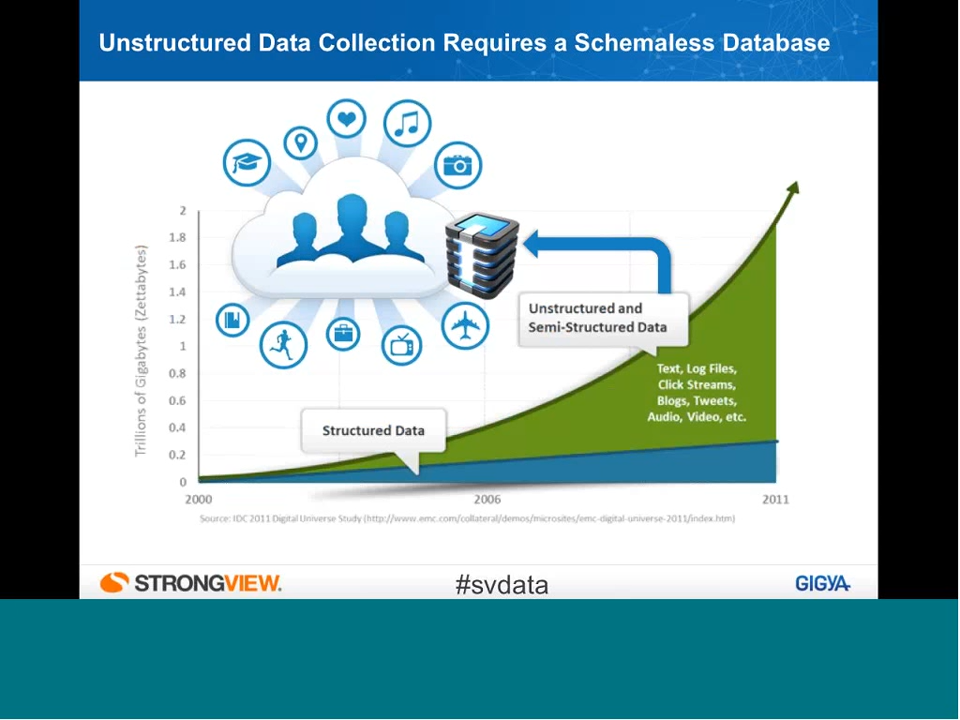 Unstructured Data Collection Requires a Schemaless Database
Trillions of Gigabytes (Zettabytes)
2
1.8
1.6
1.4
1.2
1
0.8
0.6
0.4
0.2
0
Unstructured and
Semi-Structured Data
Text, Log Files,
Click Streams,
Blogs, Tweets,
Audio, Video, etc.
Structured Data
2000 2006 2011
Source: IDC 2011 Digital Universe Study (http://www.emc.com/collateral/demos/microsites/emc-digital-universe-2011/index.htm)
STRONGVIEW. #svdata GIGYA